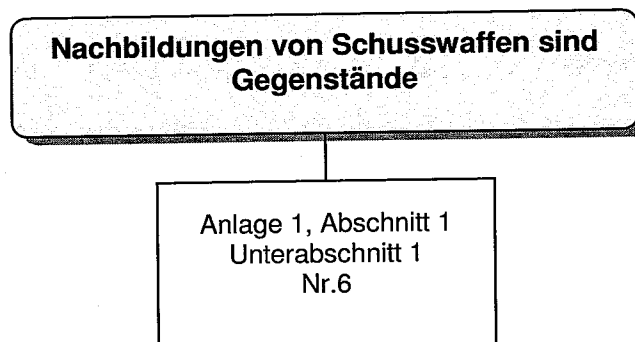 Nachbildungen von Schusswaffen sind
Gegenstände
Anlage 1, Abschnitt 1
Unterabschnitt 1
Nr.6